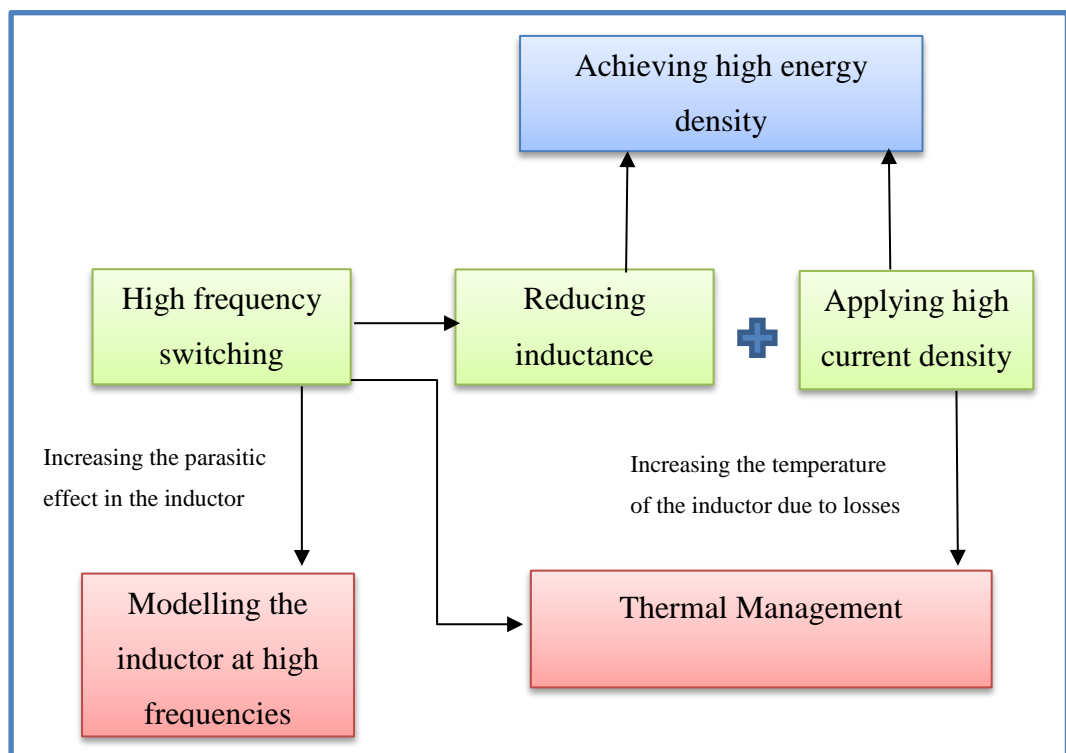 Achieving high energy
density
High frequency
switching
Reducing
inductance
Applying high
current density
Increasing the parasitic
effect in the inductor
Increasing the temperature
of the inductor due to losses
Modelling the
inductor at high
frequencies
Thermal Management